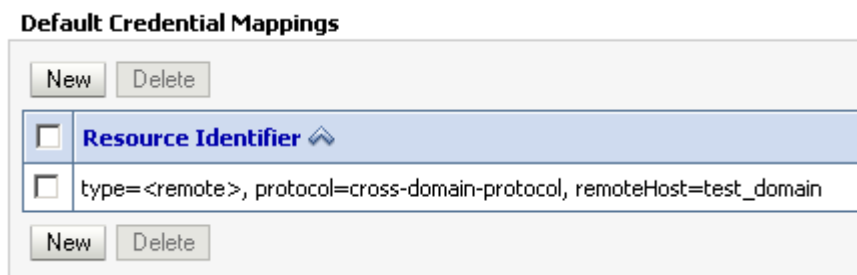 Default Credential Mappings
New Delete
Resource Identifier
type=<remote>, protocol=cross-domain-protocol, remoteHost=test_domain
New Delete